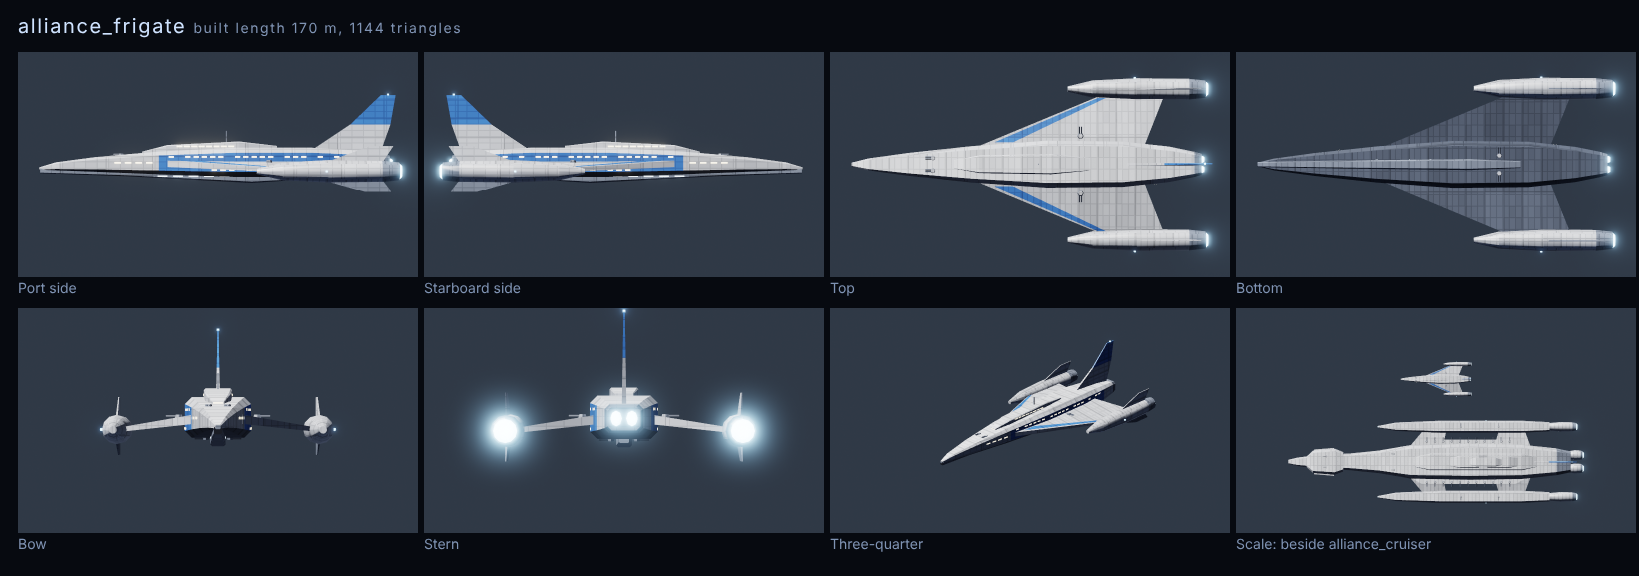 alliance_frigate built length 170 m, 1144 triangles
Port side
Starboard side
Top
Bottom
Bow
Stern
Three-quarter
Scale: beside alliance_cruiser